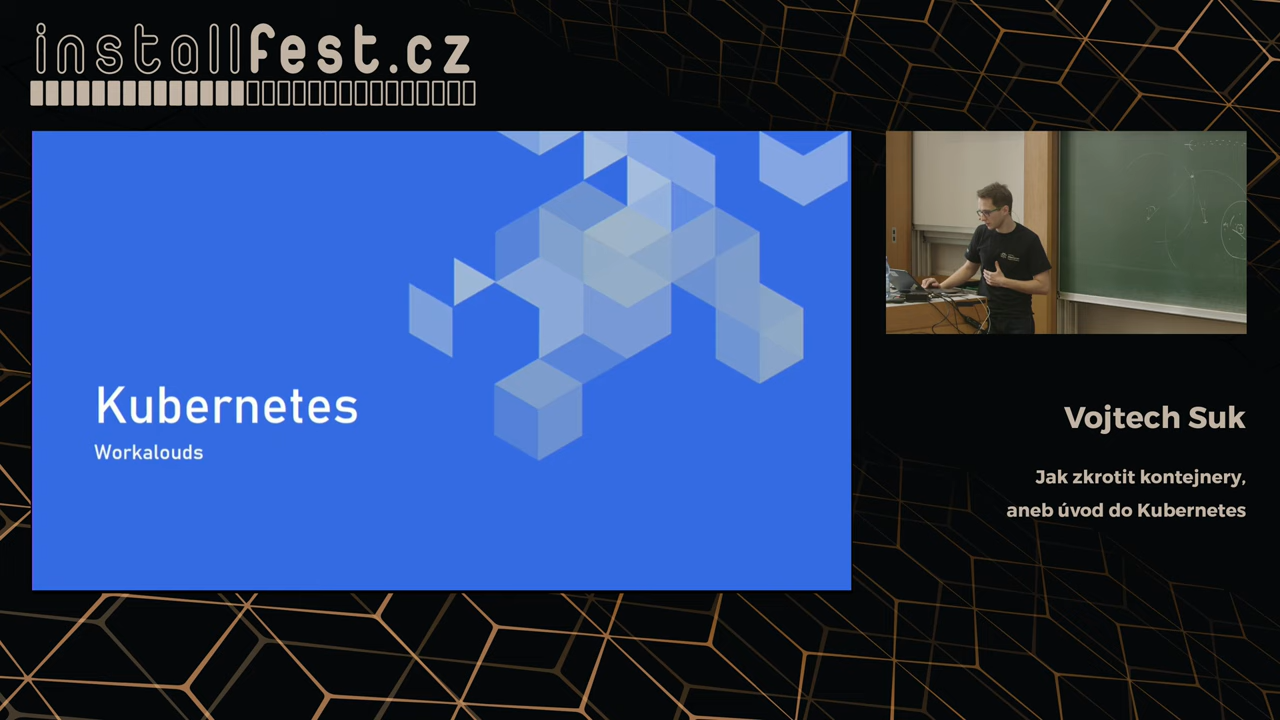 installfest.cz
Kubernetes
Workalouds
Vojtech Suk
Jak zkrotit kontejnery,
aneb úvod do Kubernetes